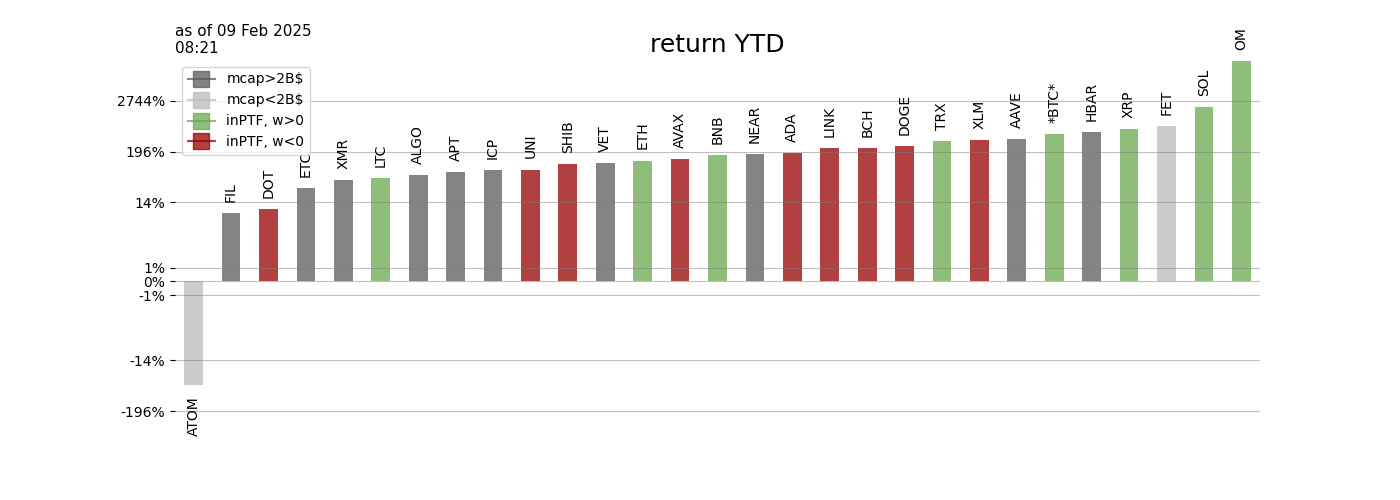 as of 09 Feb 2025
08:21
return YTD
mcap>2B$
mcap<2B$
inPTF, w>0
inPTF, w<0
2744%
196%
14%
1%
0%
-1%
-14%
-196%
ATOM
FIL
DOT
ETC
XMR
LTC
ALGO
APT
ICP
UNI
SHIB
VET
ETH
AVAX
BNB
NEAR
ADA
LINK
BCH
DOGE
TRX
XLM
AAVE
*BTC*
HBAR
XRP
FET
SOL
OM